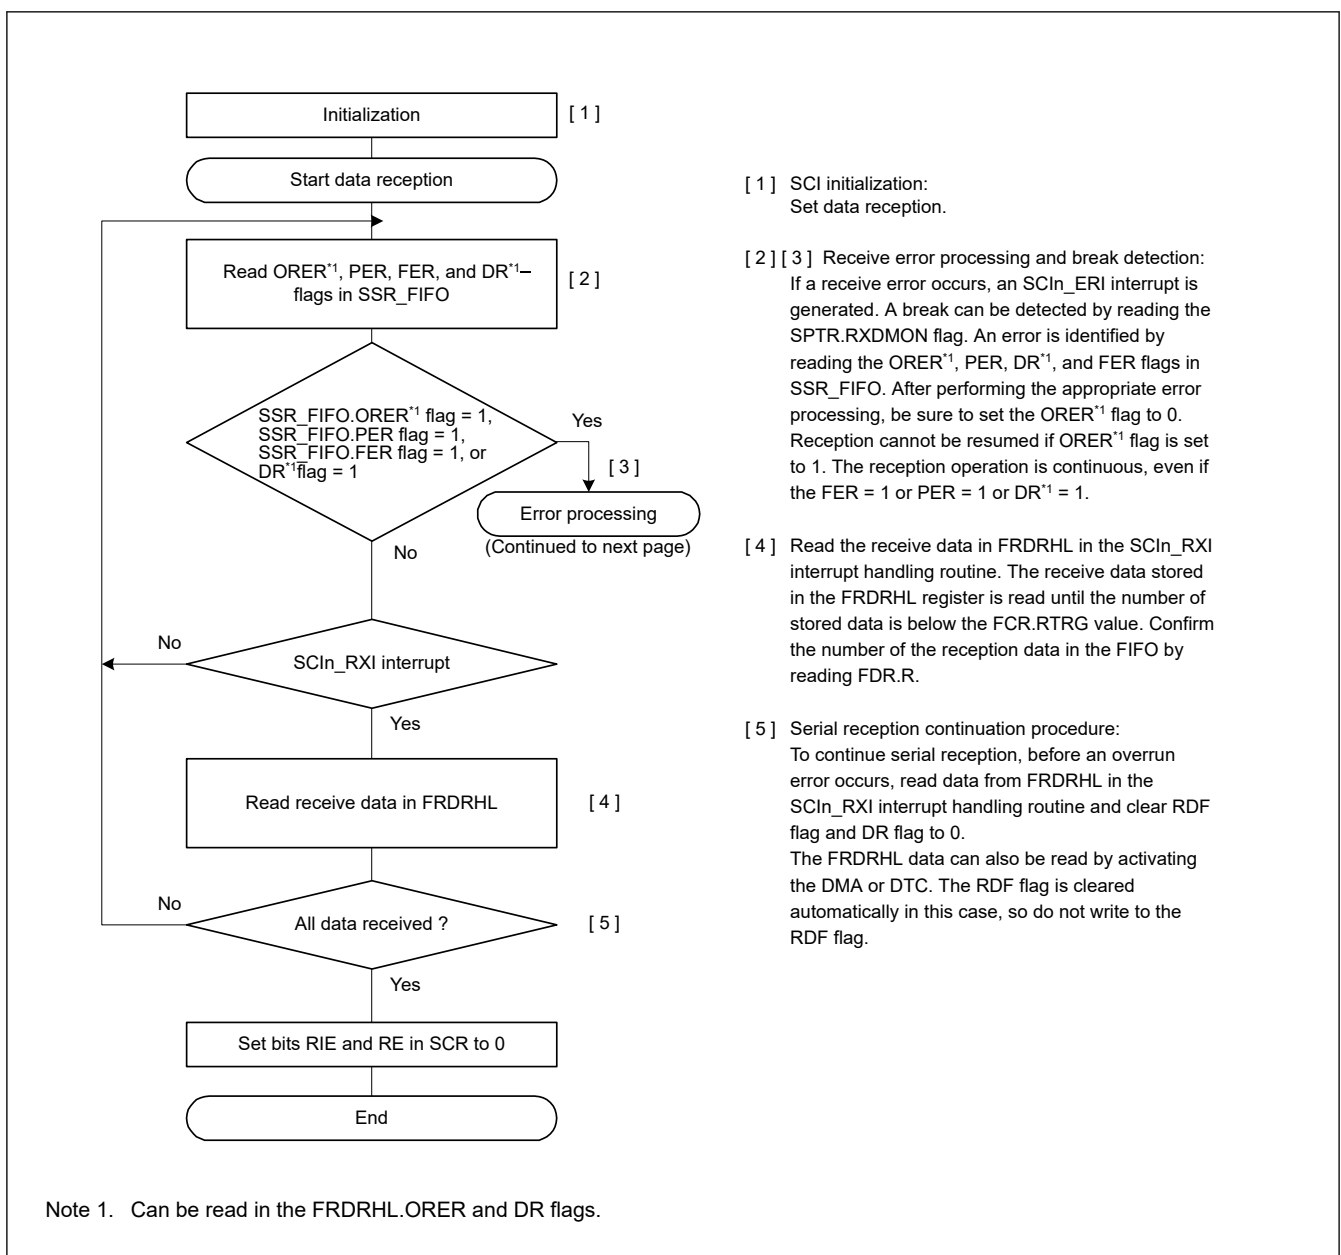 Initialization
[ 1 ]
Start data reception
Read ORER*1, PER, FER, and DR*1–
flags in SSR_FIFO
[ 2 ]
SSR_FIFO.ORER*1 flag = 1,
SSR_FIFO.PER flag = 1,
SSR_FIFO.FER flag = 1, or
DR*1flag = 1
Yes
[ 3 ]
Error processing
(Continued to next page)
No
No
SCIn_RXI interrupt
Yes
Read receive data in FRDRHL
[ 4 ]
No
All data received ?
[ 5 ]
Yes
Set bits RIE and RE in SCR to 0
End
[ 1 ] SCI initialization:
Set data reception.
[ 2 ] [ 3 ] Receive error processing and break detection:
If a receive error occurs, an SCIn_ERI interrupt is
generated. A break can be detected by reading the
SPTR.RXDMON flag. An error is identified by
reading the ORER*1, PER, DR*1, and FER flags in
SSR_FIFO. After performing the appropriate error
processing, be sure to set the ORER*1 flag to 0.
Reception cannot be resumed if ORER*1 flag is set
to 1. The reception operation is continuous, even if
the FER = 1 or PER = 1 or DR*1 = 1.
[ 4 ] Read the receive data in FRDRHL in the SCIn_RXI
interrupt handling routine. The receive data stored
in the FRDRHL register is read until the number of
stored data is below the FCR.RTRG value. Confirm
the number of the reception data in the FIFO by
reading FDR.R.
[ 5 ] Serial reception continuation procedure:
To continue serial reception, before an overrun
error occurs, read data from FRDRHL in the
SCIn_RXI interrupt handling routine and clear RDF
flag and DR flag to 0.
The FRDRHL data can also be read by activating
the DMA or DTC. The RDF flag is cleared
automatically in this case, so do not write to the
RDF flag.
Note 1. Can be read in the FRDRHL.ORER and DR flags.